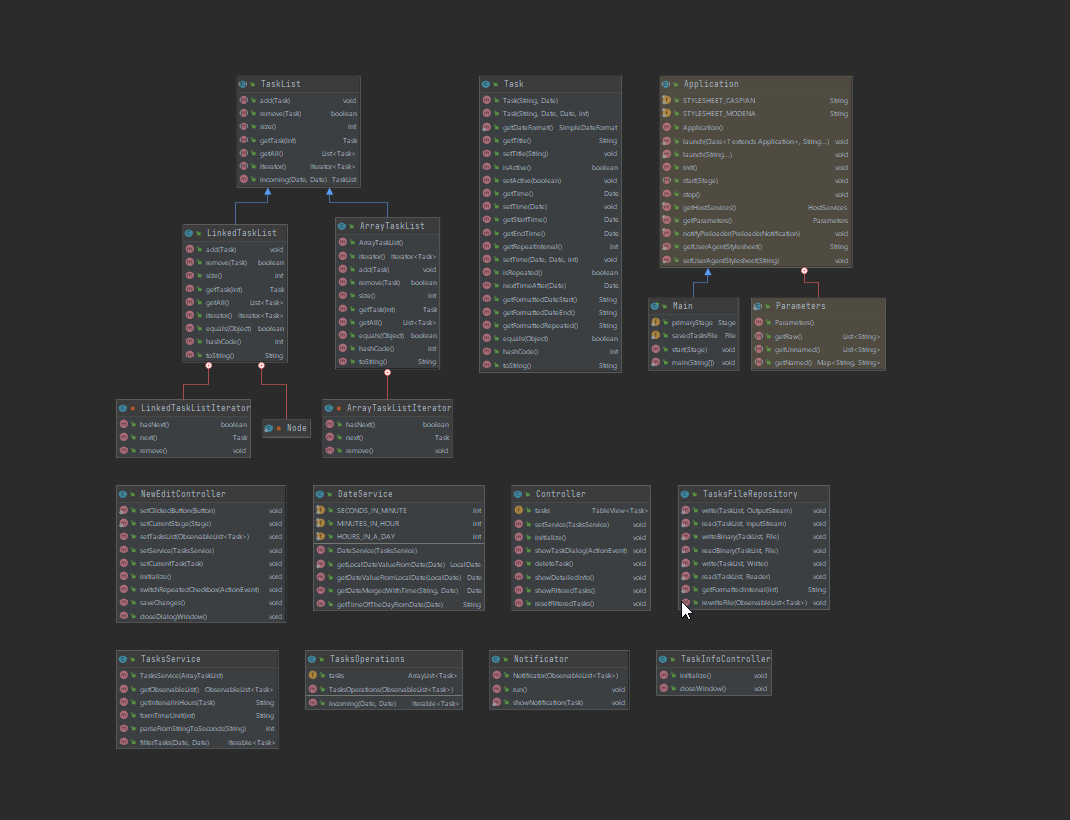 TaskList
add(Task) void
remove(Task) boolean
size() int
getTask(int) Task
getAll() List<Task>
iterator() Iterator<Task>
incoming(Date, Date) TaskList
Task
Task(String, Date)
Task(String, Date, Date, int)
getDateFormat() SimpleDateFormat
getTitle() String
setTitle(String) void
isActive() boolean
setActive(boolean) void
getTime() Date
setTime(Date) void
getStartTime() Date
getEndTime() Date
getRepeatInterval() int
setTime(Date, Date, int) void
isRepeated() boolean
nextTimeAfter(Date) Date
getFormattedDateStart() String
getFormattedDateEnd() String
getFormattedRepeated() String
equals(Object) boolean
hashCode() int
toString() String
Application
STYLESHEET_CASPIAN String
STYLESHEET_MODENA String
Application()
launch(Class<? extends Application>, String...) void
launch(String...) void
init() void
start(Stage) void
stop() void
getHostServices() HostServices
getParameters() Parameters
notifyPreloader(PreloaderNotification) void
getUserAgentStylesheet() String
setUserAgentStylesheet(String) void
LinkedTaskList
add(Task) void
remove(Task) boolean
size() int
getTask(int) Task
getAll() List<Task>
iterator() Iterator<Task>
equals(Object) boolean
hashCode() int
toString() String
ArrayTaskList
ArrayTaskList()
iterator() Iterator<Task>
add(Task) void
remove(Task) boolean
size() int
getTask(int) Task
getAll() List<Task>
equals(Object) boolean
hashCode() int
toString() String
Main
primaryStage Stage
savedTasksFile File
start(Stage) void
main(String[]) void
Parameters
Parameters()
getRaw() List<String>
getUnnamed() List<String>
getNamed() Map<String, String>
LinkedTaskListIterator
hasNext() boolean
next() Task
remove() void
Node
ArrayTaskListIterator
hasNext() boolean
next() Task
remove() void
NewEditController
setClickedButton(Button) void
setCurrentStage(Stage) void
setTasksList(ObservableList<Task>) void
setService(TasksService) void
setCurrentTask(Task) void
initialize() void
switchRepeatedCheckbox(ActionEvent) void
saveChanges() void
closeDialogWindow() void
DateService
SECONDS_IN_MINUTE int
MINUTES_IN_HOUR int
HOURS_IN_A_DAY int
DateService(TasksService)
getLocalDateValueFromDate(Date) LocalDate
getDateValueFromLocalDate(LocalDate) Date
getDateMergedWithTime(String, Date) Date
getTimeOfTheDayFromDate(Date) String
Controller
tasks TableView<Task>
setService(TasksService) void
initialize() void
showTaskDialog(ActionEvent) void
deleteTask() void
showDetailedInfo() void
showFilteredTasks() void
resetFilteredTasks() void
TasksFileRepository
write(TaskList, OutputStream) void
read(TaskList, InputStream) void
writeBinary(TaskList, File) void
readBinary(TaskList, File) void
write(TaskList, Writer) void
read(TaskList, Reader) void
getFormattedInterval(int) String
rewriteFile(ObservableList<Task>) void
TasksService
TasksService(ArrayTaskList)
getObservableList() ObservableList<Task>
getIntervalInHours(Task) String
formTimeUnit(int) String
parseFromStringToSeconds(String) int
filterTasks(Date, Date) Iterable<Task>
TasksOperations
tasks ArrayList<Task>
TasksOperations(ObservableList<Task>)
incoming(Date, Date) Iterable<Task>
Notificator
Notificator(ObservableList<Task>)
run() void
showNotification(Task) void
TaskInfoController
initialize() void
closeWindow() void